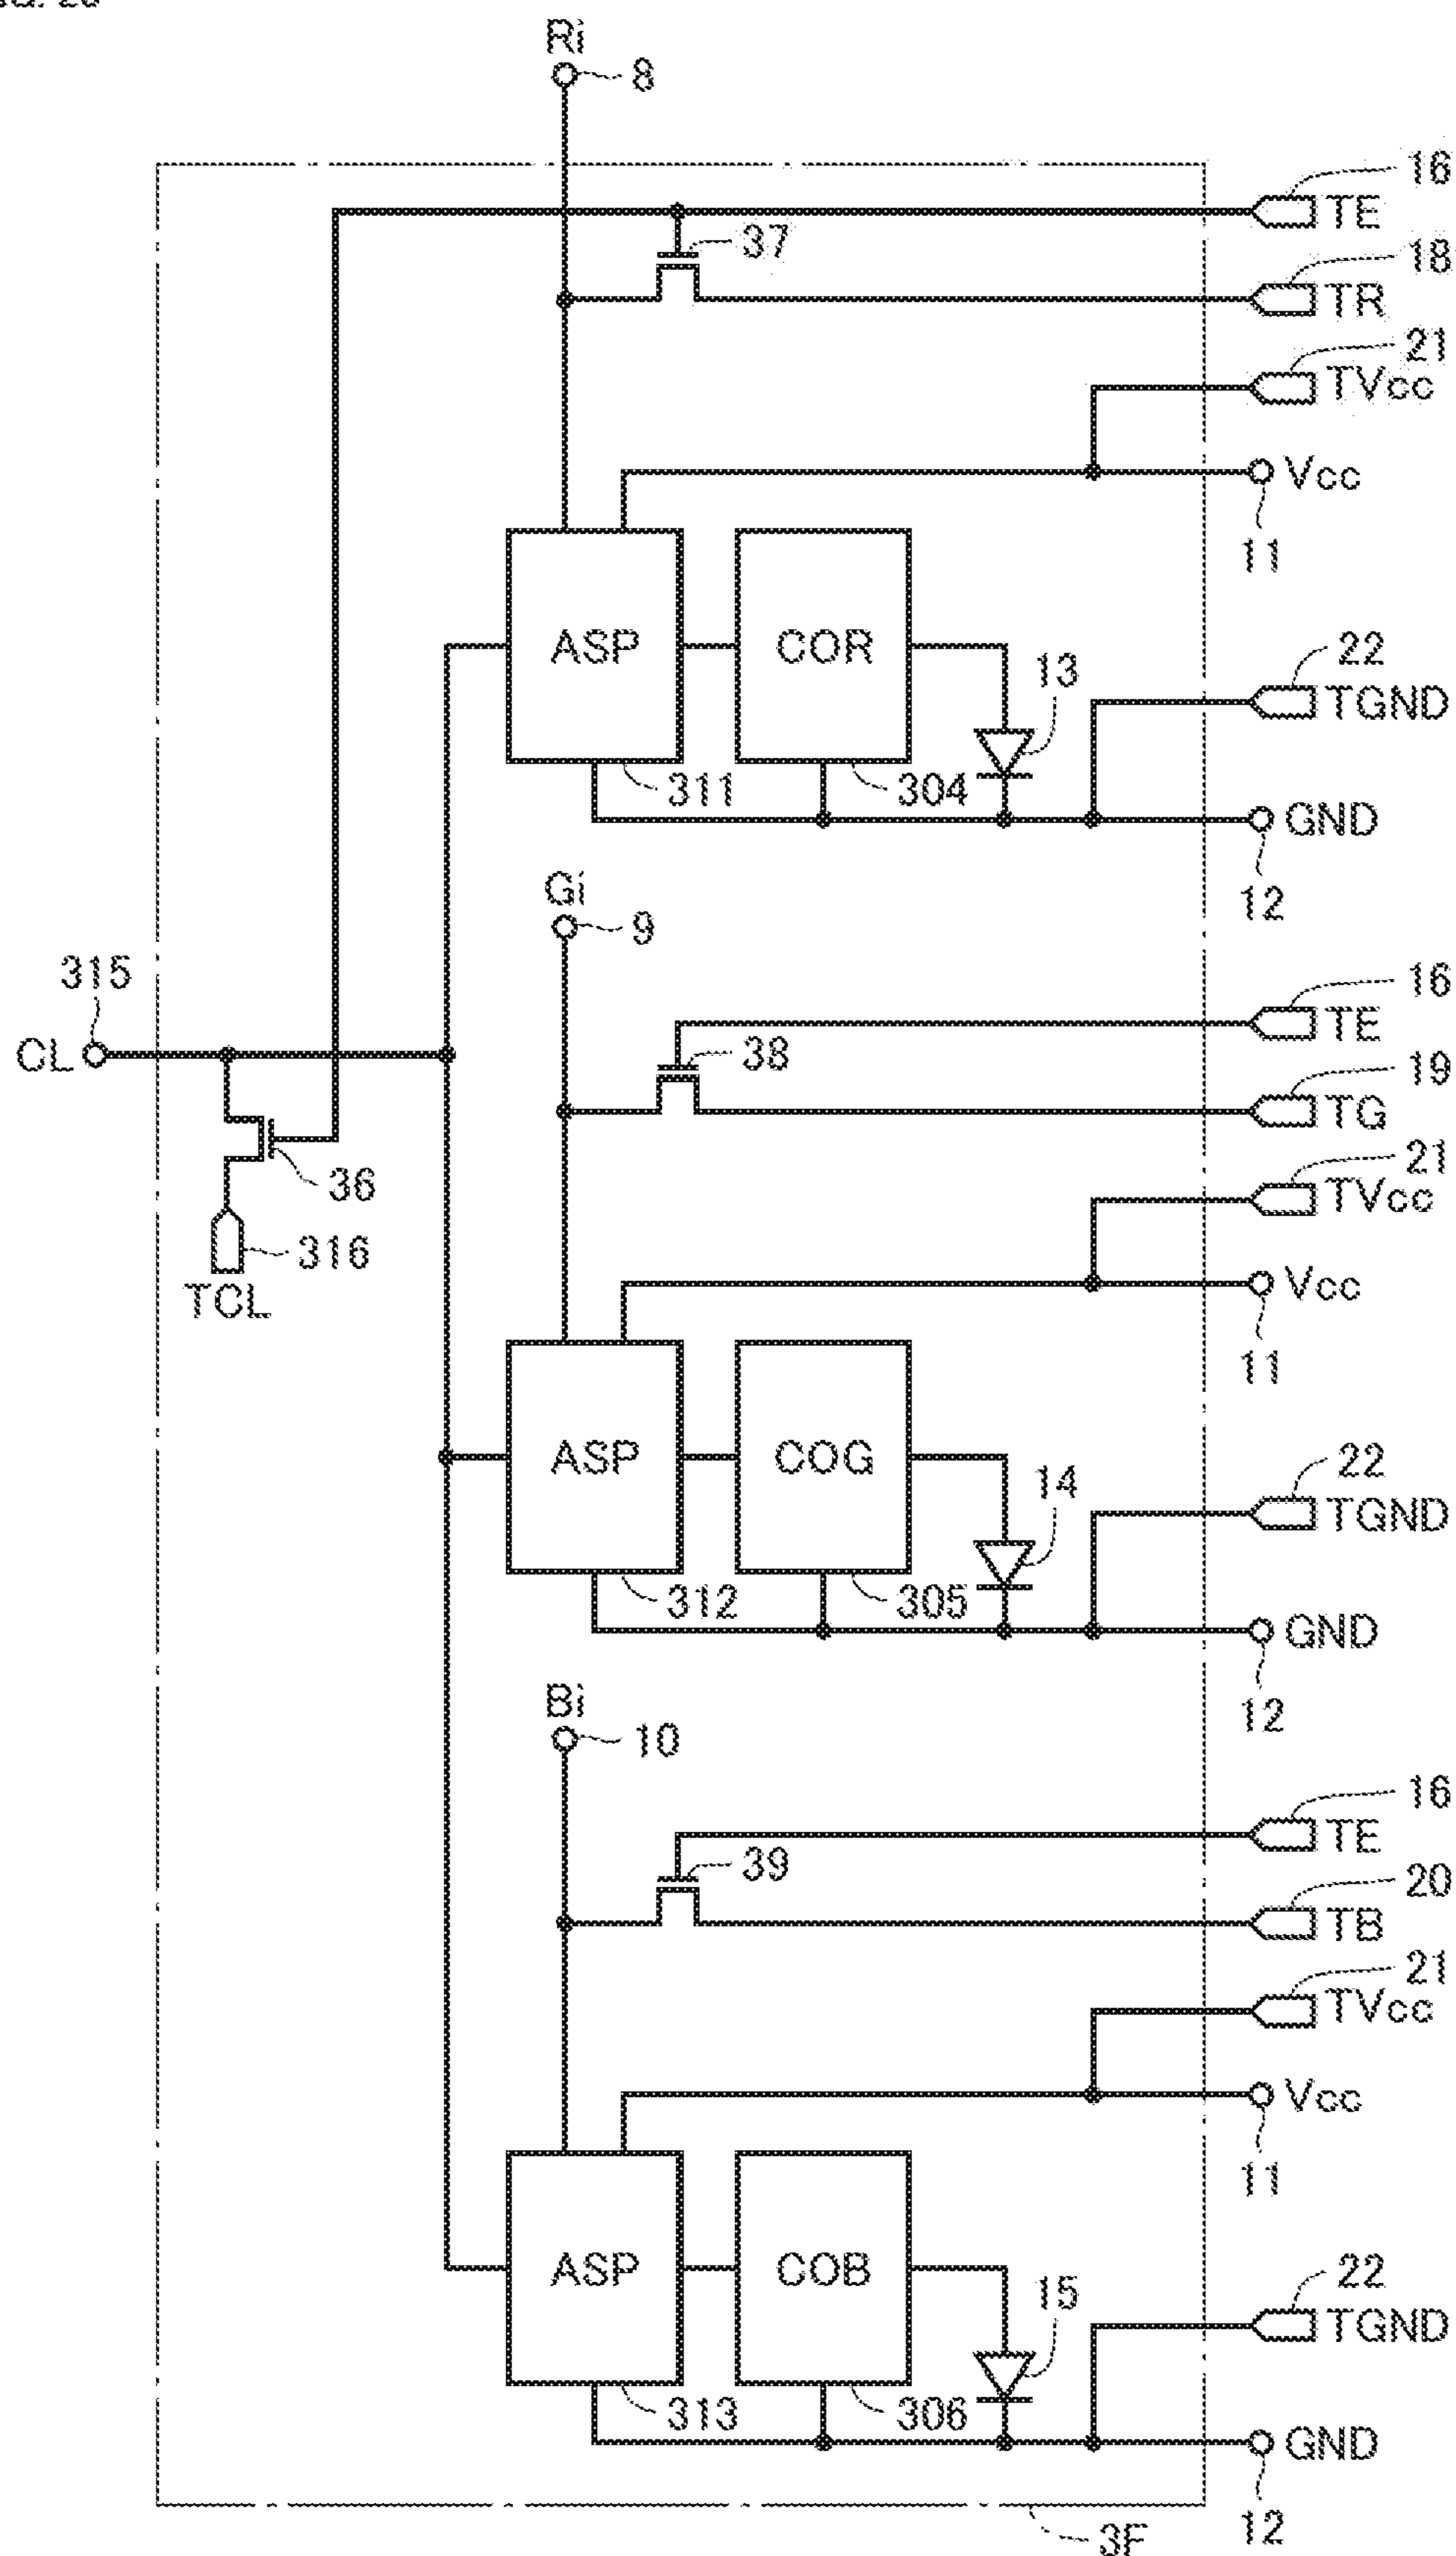 Ri
8
16
TE
37
18
TR
21
TVcc
Vcc
11
ASP
COR
13
22
TGND
311
304
GND
12
Gi
9
315
CL
16
TE
38
19
TG
21
TVcc
36
316
TCL
Vcc
11
ASP
COG
14
22
TGND
312
305
GND
12
Bi
10
16
TE
39
20
TB
21
TVcc
Vcc
11
ASP
COB
15
22
TGND
313
306
GND
12
3F